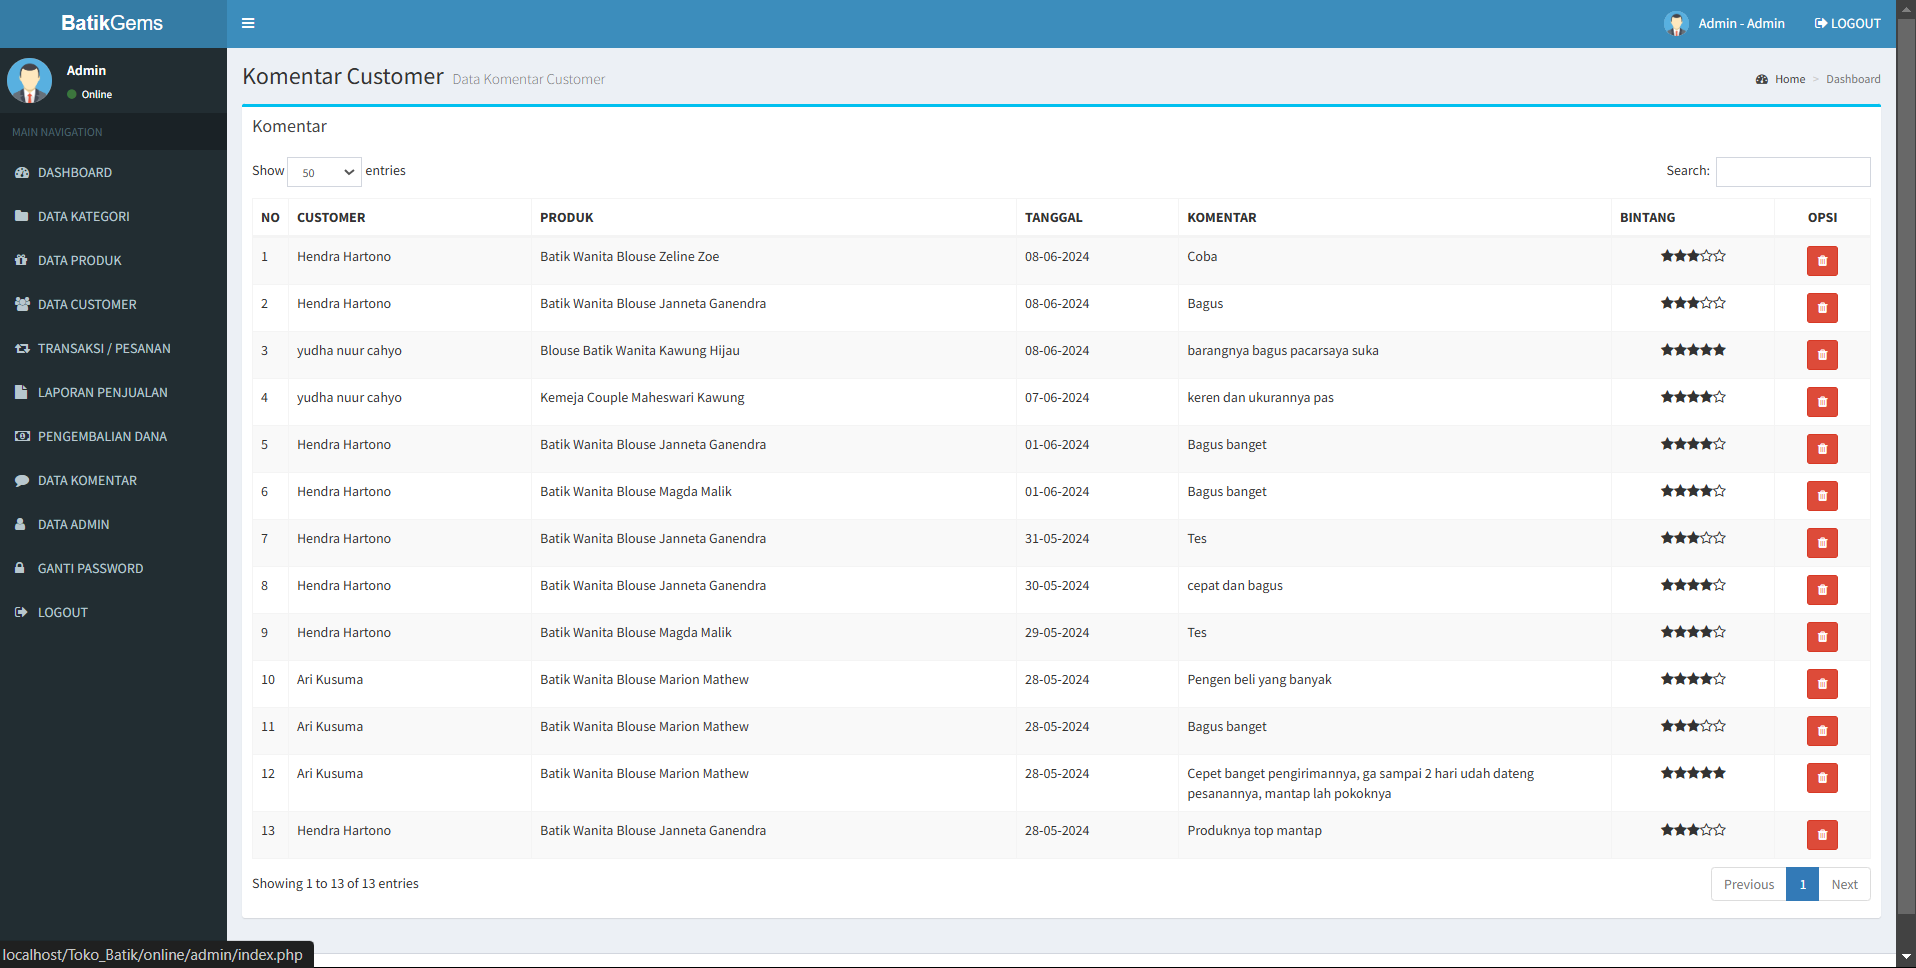 BatikGems
Admin - Admin
LOGOUT
Admin
Online
MAIN NAVIGATION
DASHBOARD
DATA KATEGORI
DATA PRODUK
DATA CUSTOMER
TRANSAKSI / PESANAN
LAPORAN PENJUALAN
PENGEMBALIAN DANA
DATA KOMENTAR
DATA ADMIN
GANTI PASSWORD
LOGOUT
Komentar Customer Data Komentar Customer
Home > Dashboard
Komentar
Show 50 entries
Search:
NO CUSTOMER PRODUK TANGGAL KOMENTAR BINTANG OPSI
1 Hendra Hartono Batik Wanita Blouse Zeline Zoe 08-06-2024 Coba
2 Hendra Hartono Batik Wanita Blouse Janneta Ganendra 08-06-2024 Bagus
3 yudha nuur cahyo Blouse Batik Wanita Kawung Hijau 08-06-2024 barangnya bagus pacarsaya suka
4 yudha nuur cahyo Kemeja Couple Maheswari Kawung 07-06-2024 keren dan ukurannya pas
5 Hendra Hartono Batik Wanita Blouse Janneta Ganendra 01-06-2024 Bagus banget
6 Hendra Hartono Batik Wanita Blouse Magda Malik 01-06-2024 Bagus banget
7 Hendra Hartono Batik Wanita Blouse Janneta Ganendra 31-05-2024 Tes
8 Hendra Hartono Batik Wanita Blouse Janneta Ganendra 30-05-2024 cepat dan bagus
9 Hendra Hartono Batik Wanita Blouse Magda Malik 29-05-2024 Tes
10 Ari Kusuma Batik Wanita Blouse Marion Mathew 28-05-2024 Pengen beli yang banyak
11 Ari Kusuma Batik Wanita Blouse Marion Mathew 28-05-2024 Bagus banget
12 Ari Kusuma Batik Wanita Blouse Marion Mathew 28-05-2024 Cepet banget pengirimannya, ga sampai 2 hari udah dateng
pesanannya, mantap lah pokoknya
13 Hendra Hartono Batik Wanita Blouse Janneta Ganendra 28-05-2024 Produknya top mantap
Showing 1 to 13 of 13 entries
Previous 1 Next
localhost/Toko_Batik/online/admin/index.php